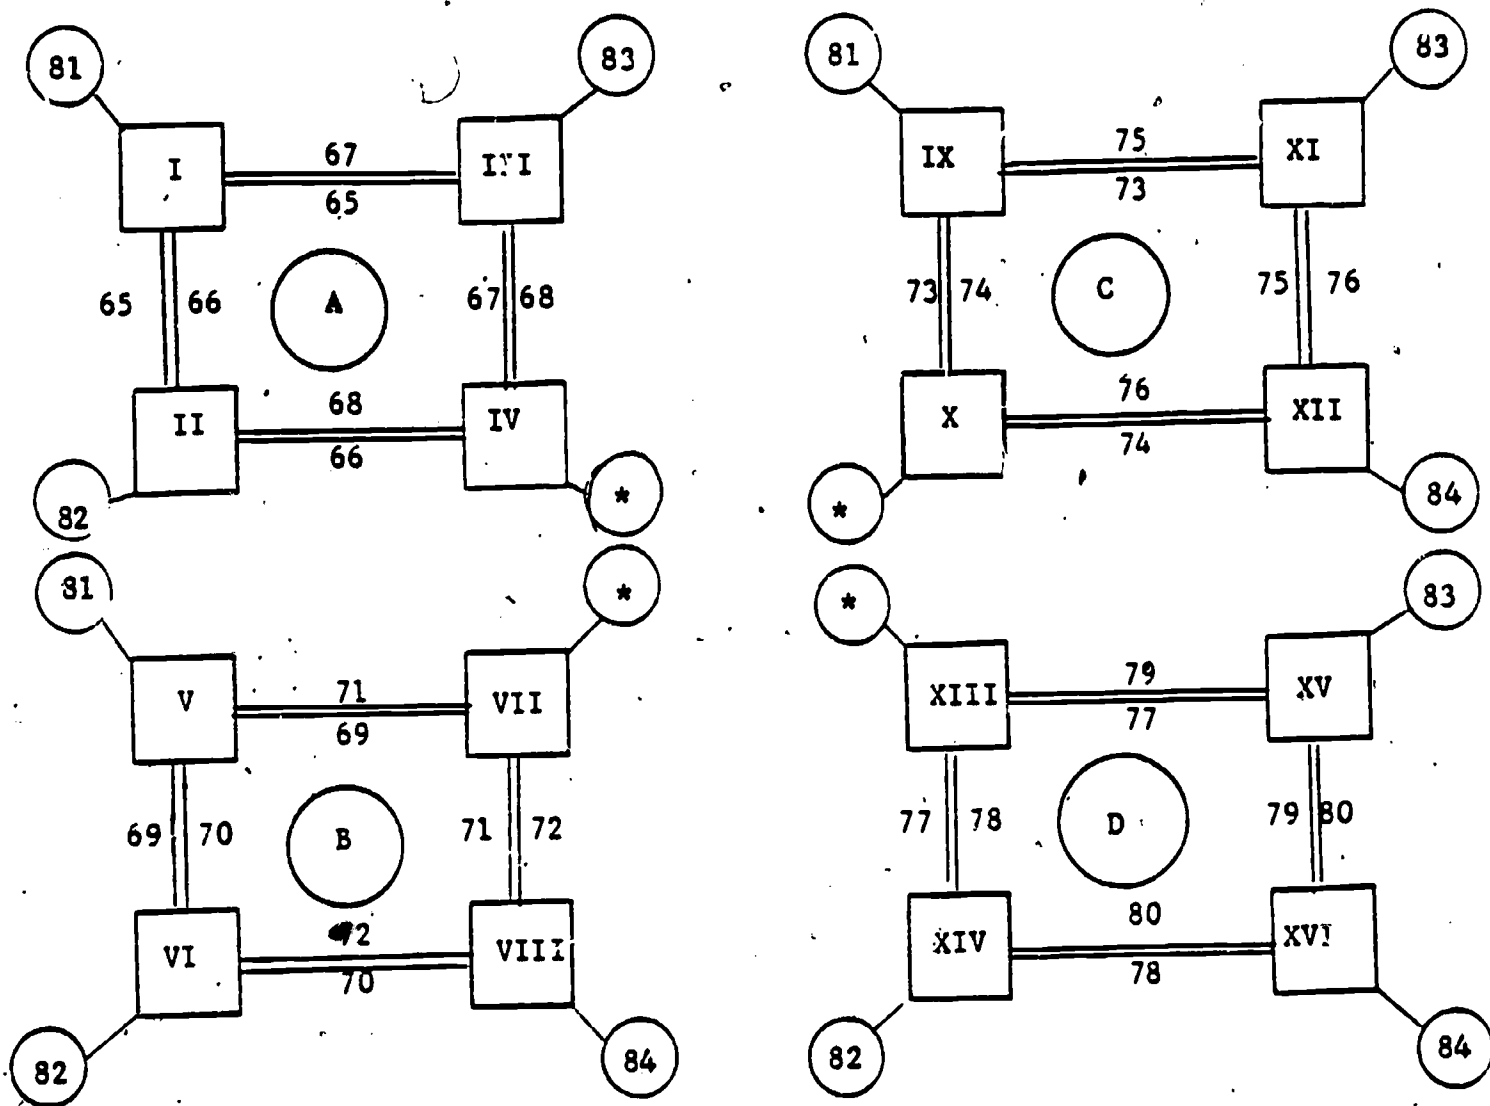 81 83
I 67 III
65
65 66 A 67 68
II 68 IV
66
82 *
81 *
V 71 VII
69
69 70 B 71 72
VI 72 VIII
70
82 84
81 83
IX 75 XI
73
73 74 C 75 76
X 76 XII
74
* 84
* 83
XIII 79 XV
77
77 78 D 79 80
XIV 80 XVI
78
82 84